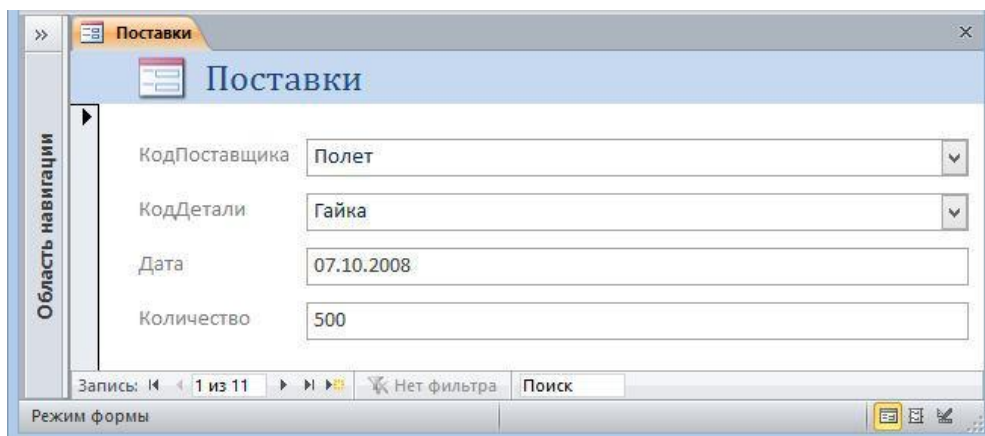 Поставки
Поставки
Область навигации
КодПоставщика Полет
КодДетали Гайка
Дата 07.10.2008
Количество 500
Запись: 1 из 11 Нет фильтра Поиск
Режим формы